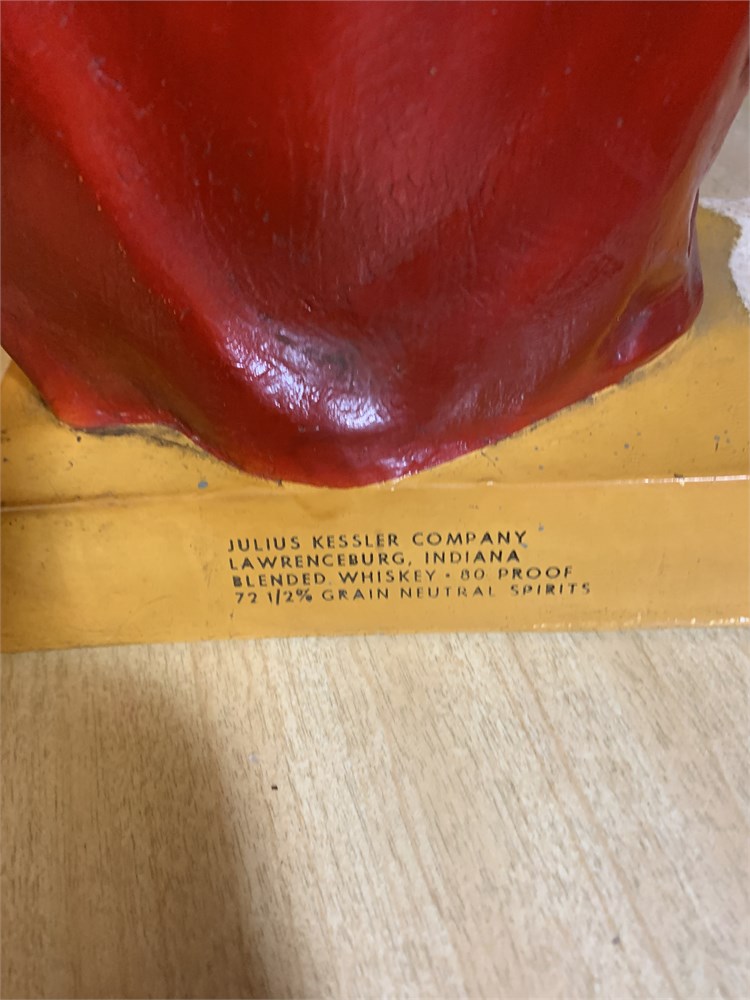 JULIUS KESSLER COMPANY
LAWRENCEBURG, INDIANA
BLENDED WHISKEY • 80 PROOF
72 1/2% GRAIN NEUTRAL SPIRITS